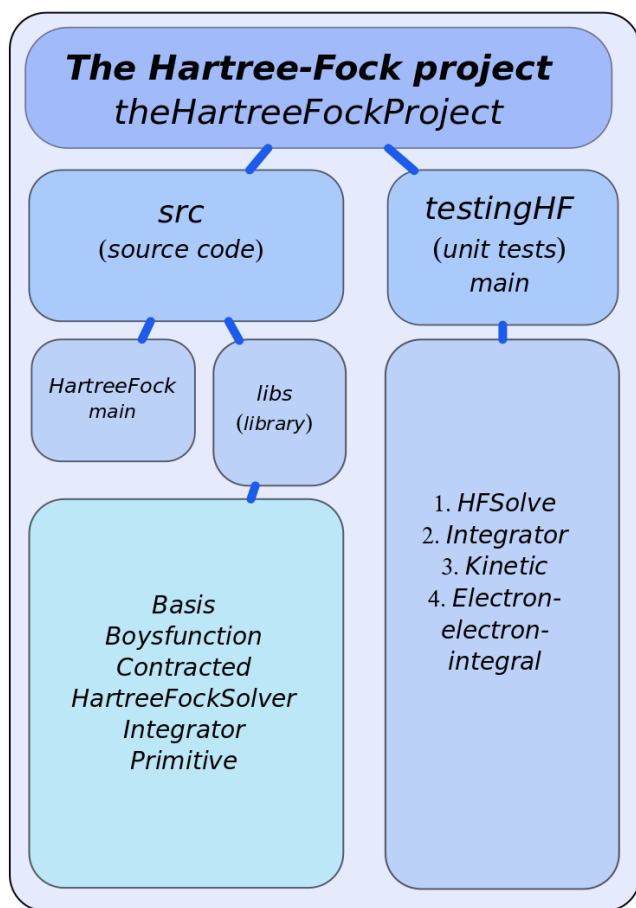 The Hartree-Fock project
theHartreeFockProject
src
(source code)
testingHF
(unit tests)
main
HartreeFock
main
libs
(library)
Basis
Boysfunction
Contracted
HartreeFockSolver
Integrator
Primitive
1. HFSolve
2. Integrator
3. Kinetic
4. Electron-
electron-
integral